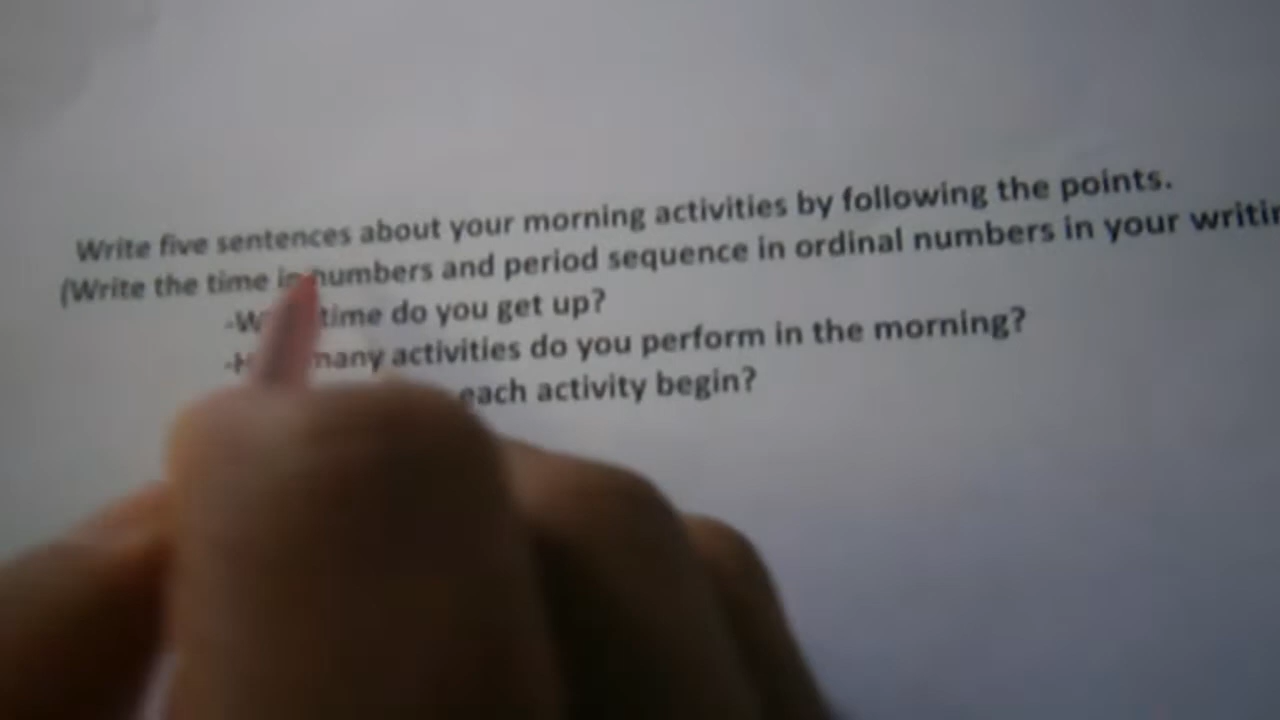 Write five sentences about your morning activities by following the points.
(Write the time in numbers and period sequence in ordinal numbers in your
time do you get up?
many activities do you perform in the morning?
each activity begin?